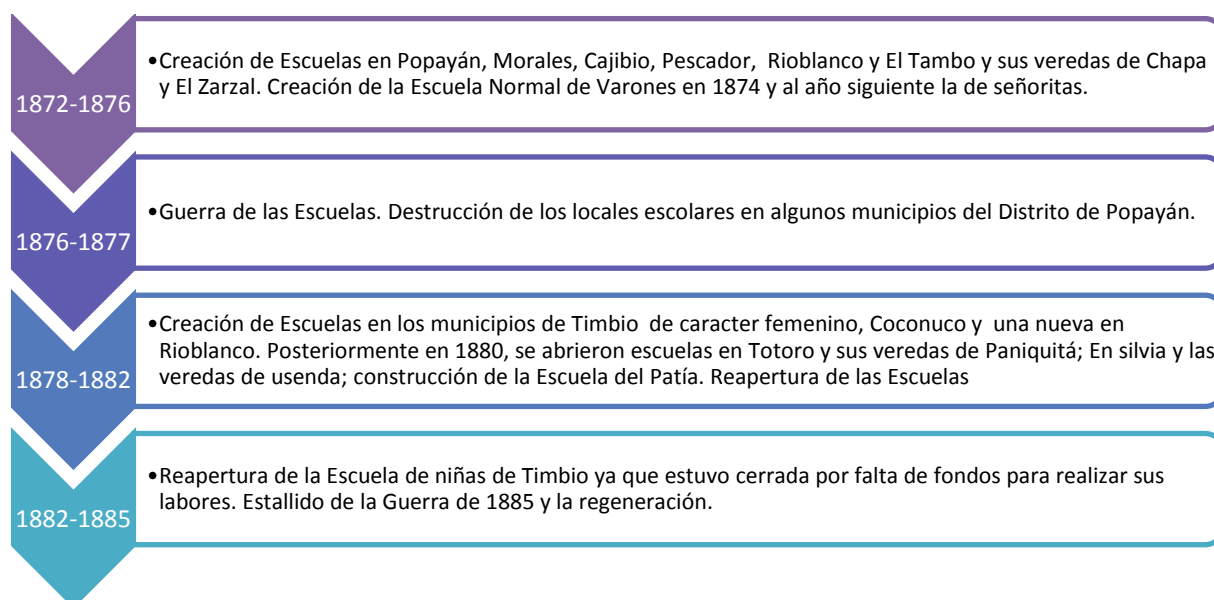 1872-1876
•Creación de Escuelas en Popayán, Morales, Cajibio, Pescador, Rioblanco y El Tambo y sus veredas de Chapa
y El Zarzal. Creación de la Escuela Normal de Varones en 1874 y al año siguiente la de señoritas.
1876-1877
•Guerra de las Escuelas. Destrucción de los locales escolares en algunos municipios del Distrito de Popayán.
1878-1882
•Creación de Escuelas en los municipios de Timbio de caracter femenino, Coconuco y una nueva en
Rioblanco. Posteriormente en 1880, se abrieron escuelas en Totoro y sus veredas de Paniquitá; En silvia y las
veredas de usenda; construcción de la Escuela del Patía. Reapertura de las Escuelas
1882-1885
•Reapertura de la Escuela de niñas de Timbio ya que estuvo cerrada por falta de fondos para realizar sus
labores. Estallido de la Guerra de 1885 y la regeneración.